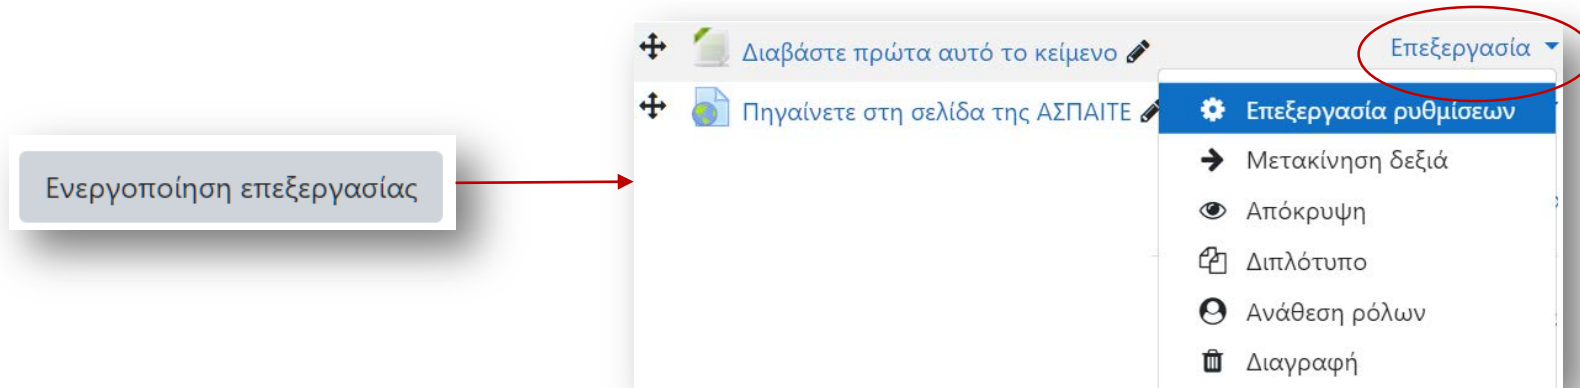 Ενεργοποίηση επεξεργασίας
Διαβάστε πρώτα αυτό το κείμενο
Επεξεργασία
Πηγαίνετε στη σελίδα της ΑΣΠΑΙΤΕ
Επεξεργασία ρυθμίσεων
Μετακίνηση δεξιά
Απόκρυψη
Διπλότυπο
Ανάθεση ρόλων
Διαγραφή